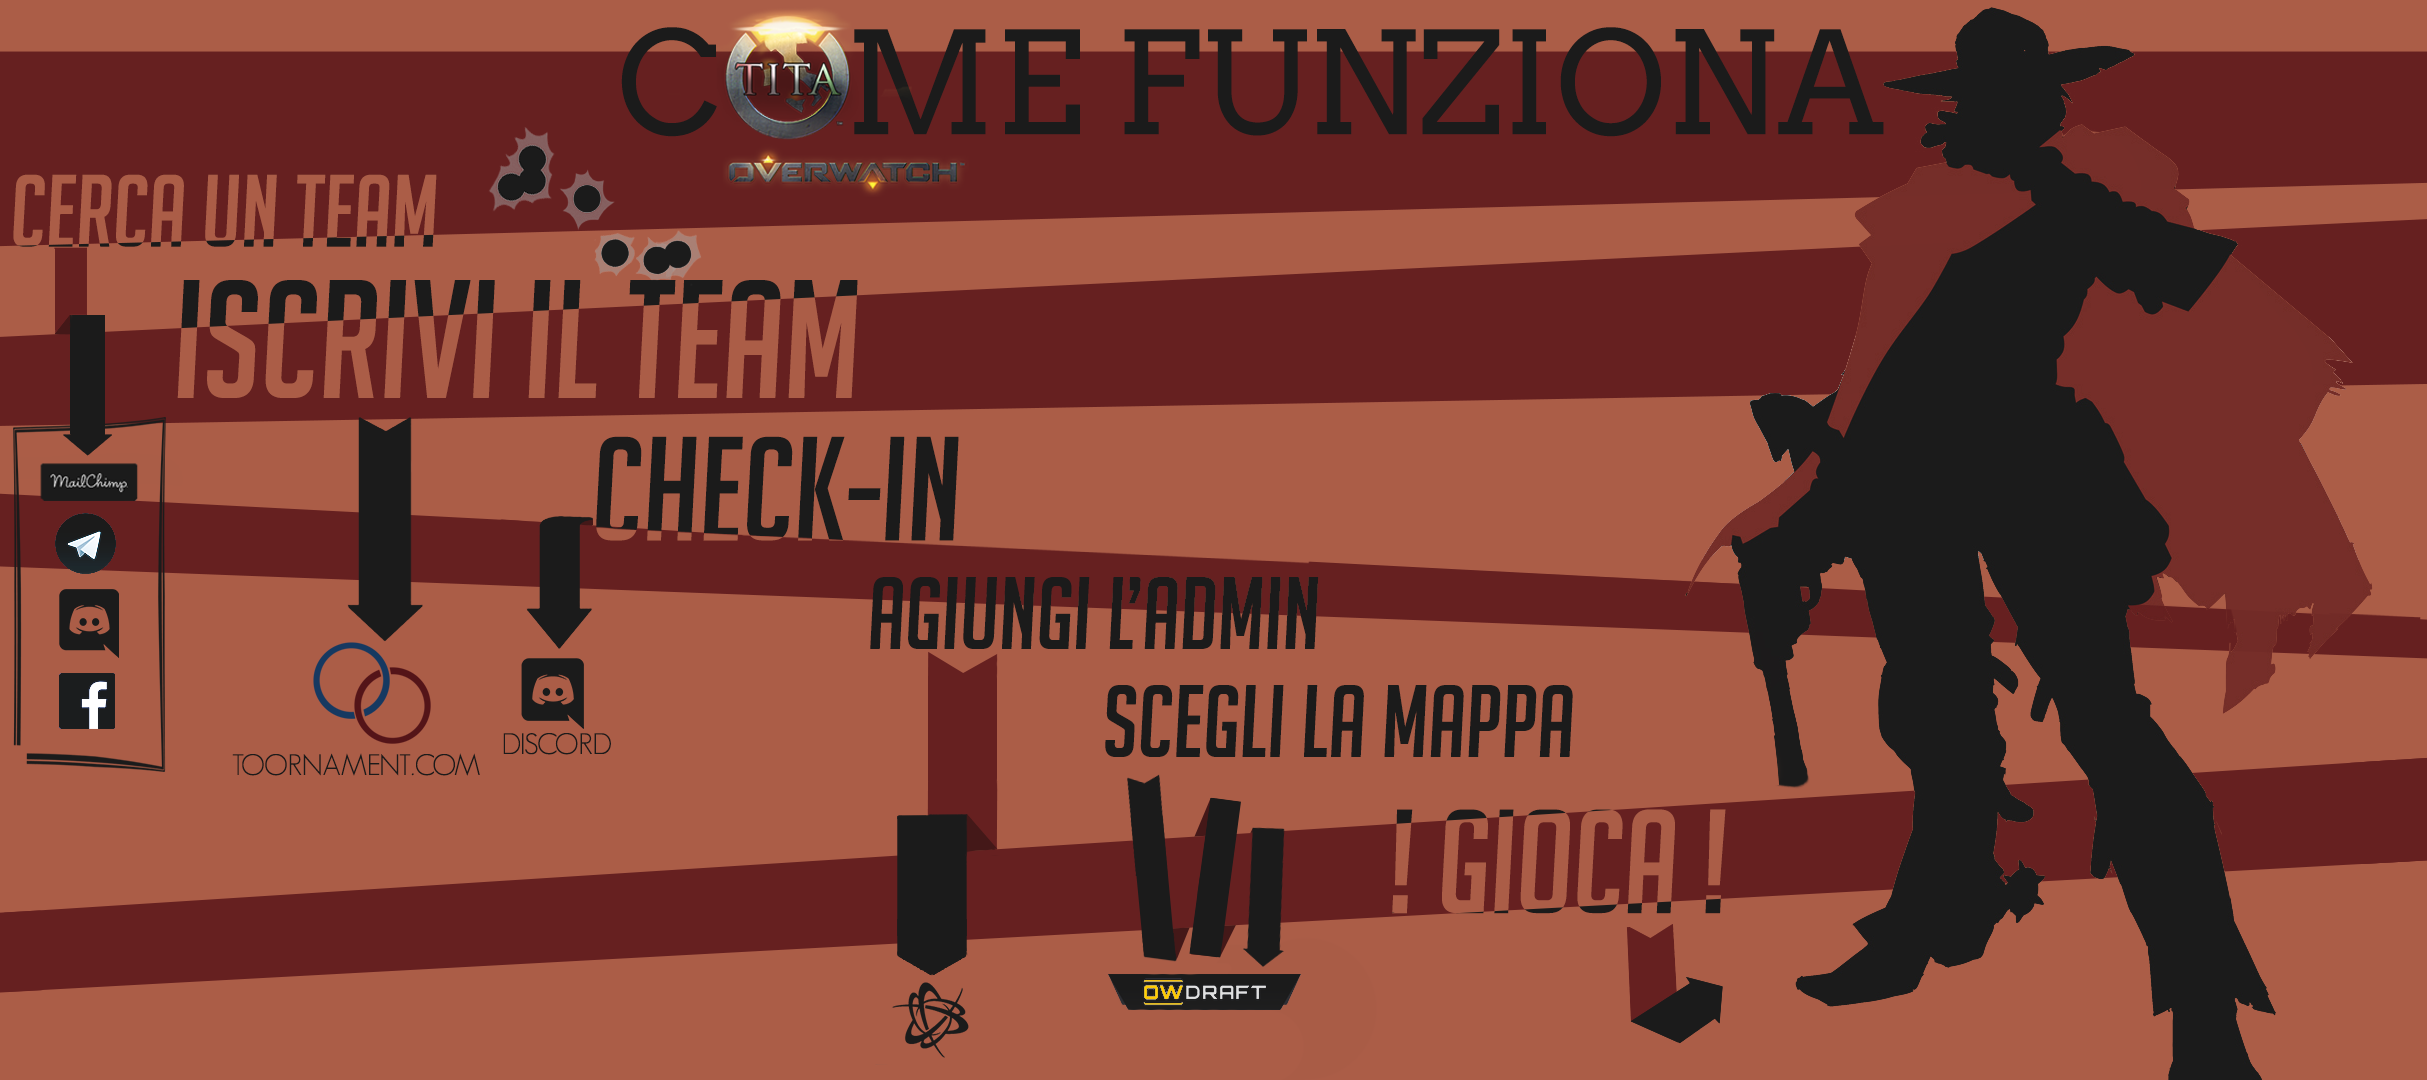 COME FUNZIONA
TITA
OVERWATCH
CERCA UN TEAM
ISCRIVI IL TEAM
CHECK-IN
MailChimp
AGIUNGI L'ADMIN
SCEGLI LA MAPPA
DISCORD
TOORNAMENT.COM
! GIOCA !
OWDRAFT